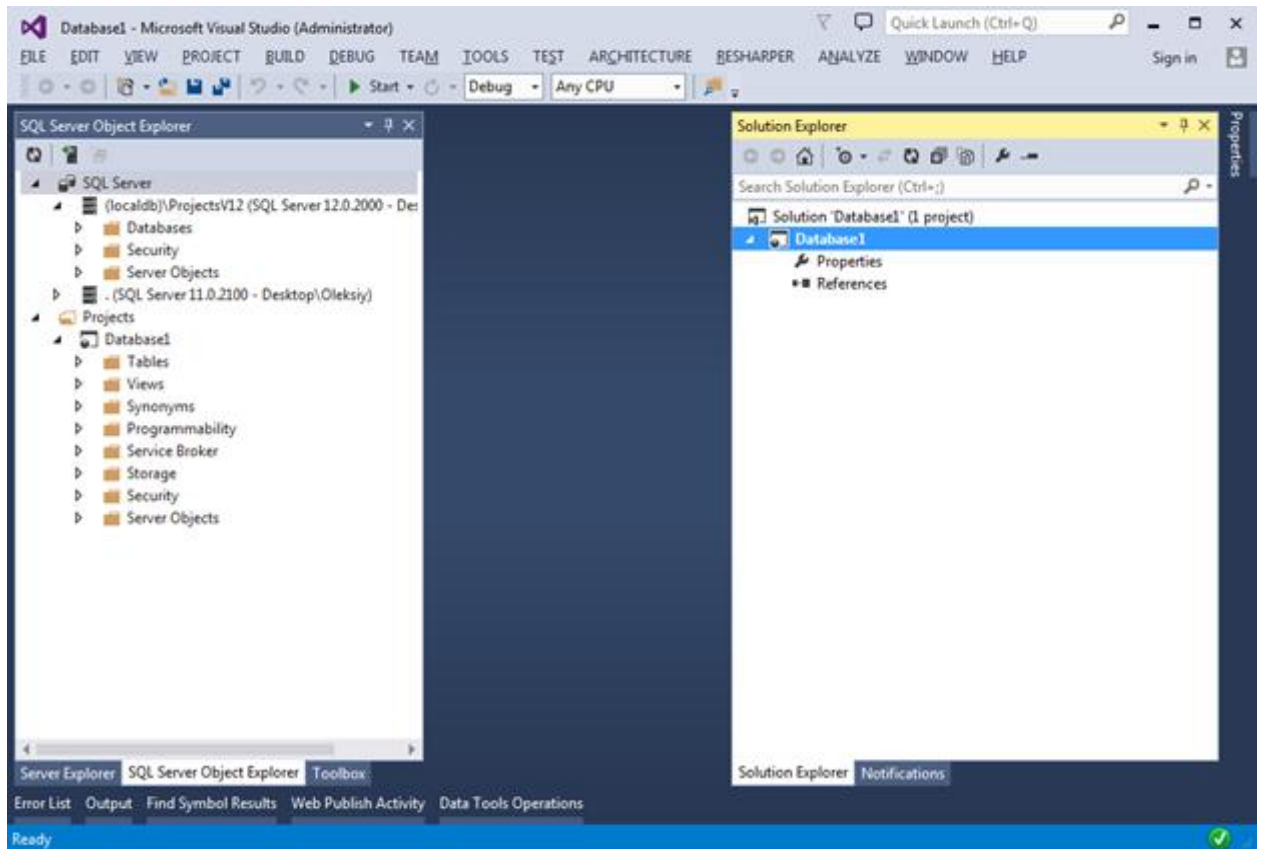 Database1 - Microsoft Visual Studio (Administrator)
Quick Launch (Ctrl+Q)
FILE EDIT VIEW PROJECT BUILD DEBUG TEAM TOOLS TEST ARCHITECTURE RESHARPER ANALYZE WINDOW HELP Sign in
Start Debug Any CPU
SQL Server Object Explorer
SQL Server
(localdb)\ProjectsV12 (SQL Server 12.0.2000 - Des
Databases
Security
Server Objects
. (SQL Server 11.0.2100 - Desktop\Oleksiy)
Projects
Database1
Tables
Views
Synonyms
Programmability
Service Broker
Storage
Security
Server Objects
Server Explorer SQL Server Object Explorer Toolbox
Solution Explorer
Search Solution Explorer (Ctrl+;)
Solution 'Database1' (1 project)
Database1
Properties
References
Solution Explorer Notifications
Properties
Error List Output Find Symbol Results Web Publish Activity Data Tools Operations
Ready